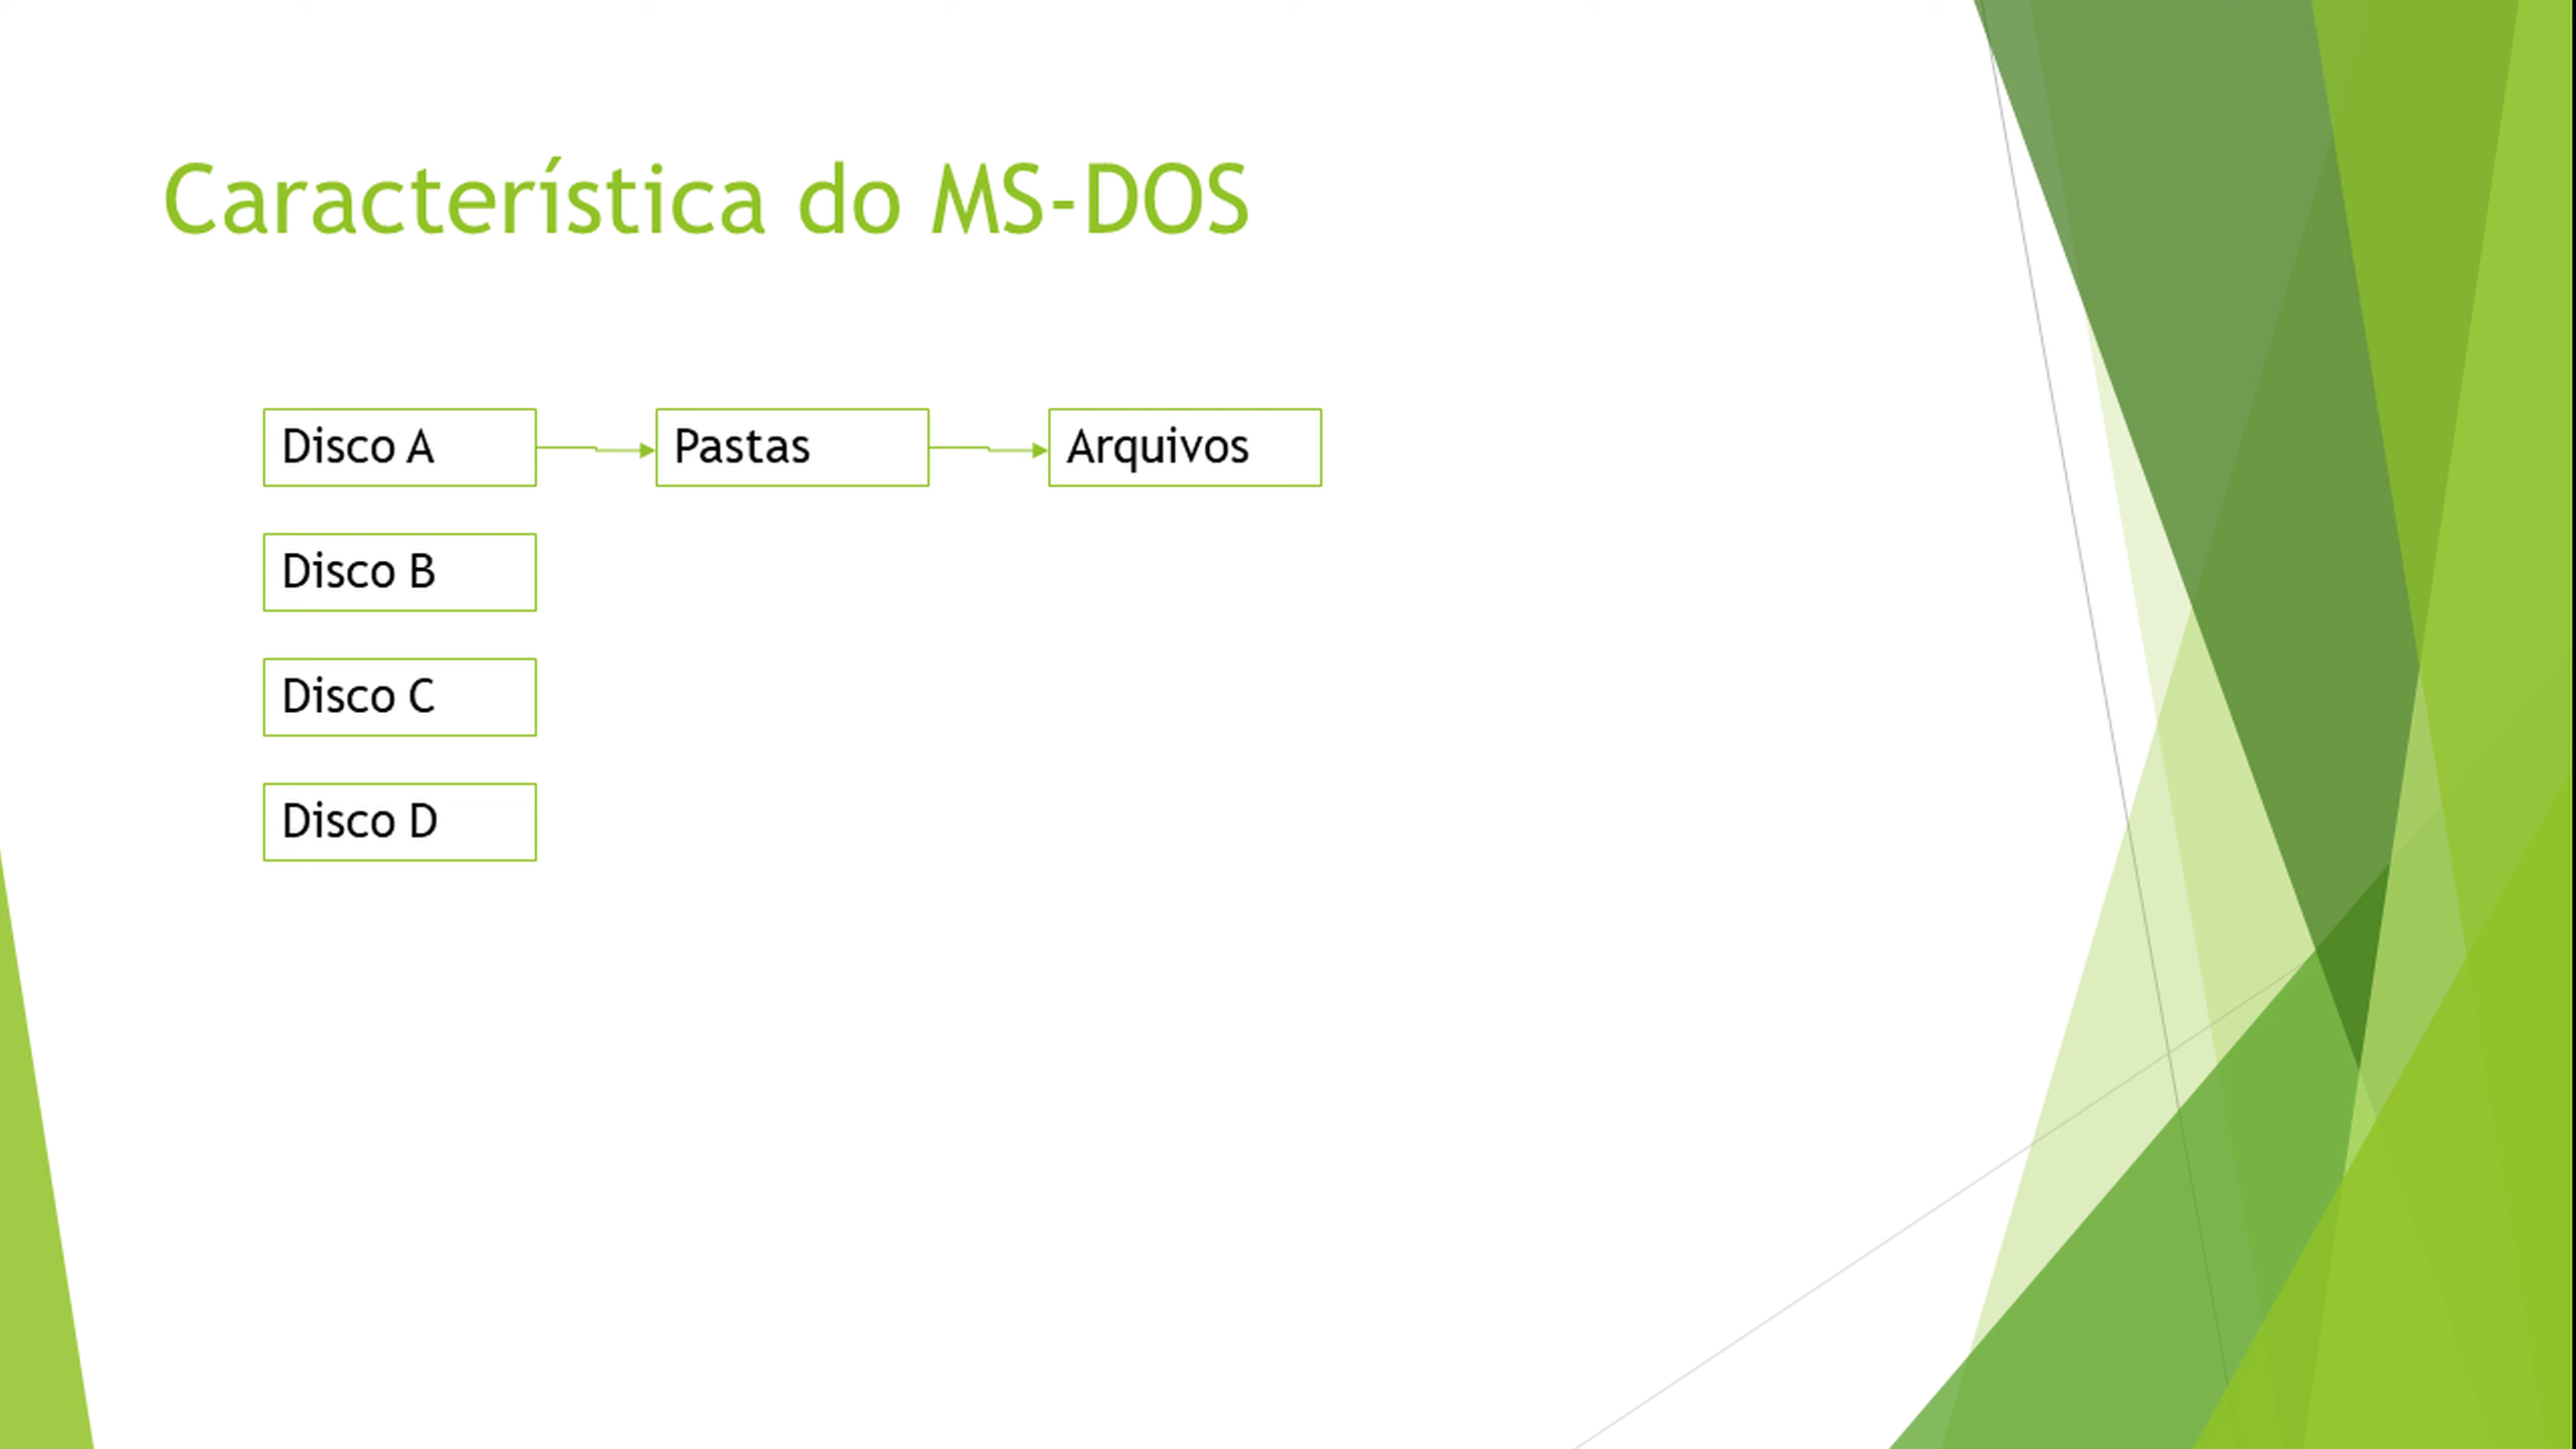 Característica do MS-DOS
Disco A
Pastas
Arquivos
Disco B
Disco C
Disco D